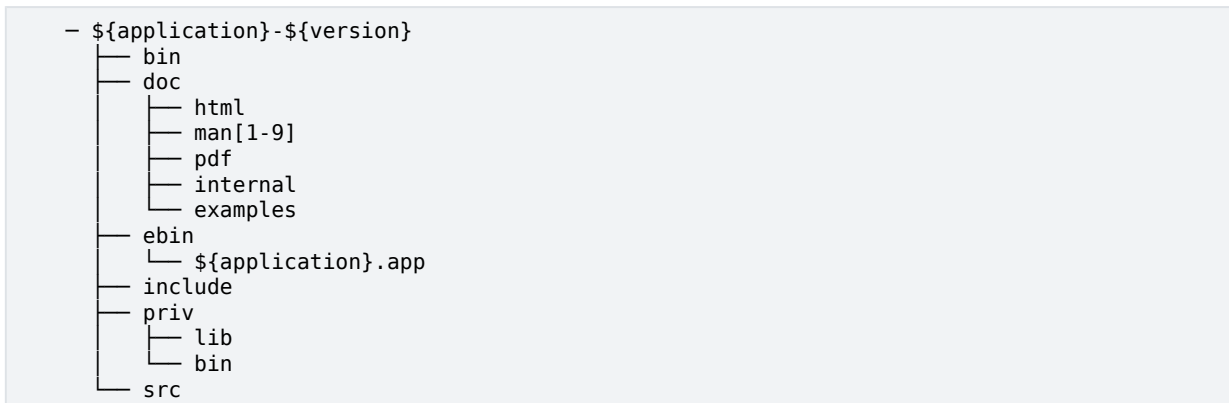 ─ ${application}-${version}
├── bin
├── doc
│   ├── html
│   ├── man[1-9]
│   ├── pdf
│   ├── internal
│   └── examples
├── ebin
│   └── ${application}.app
├── include
├── priv
│   ├── lib
│   └── bin
└── src